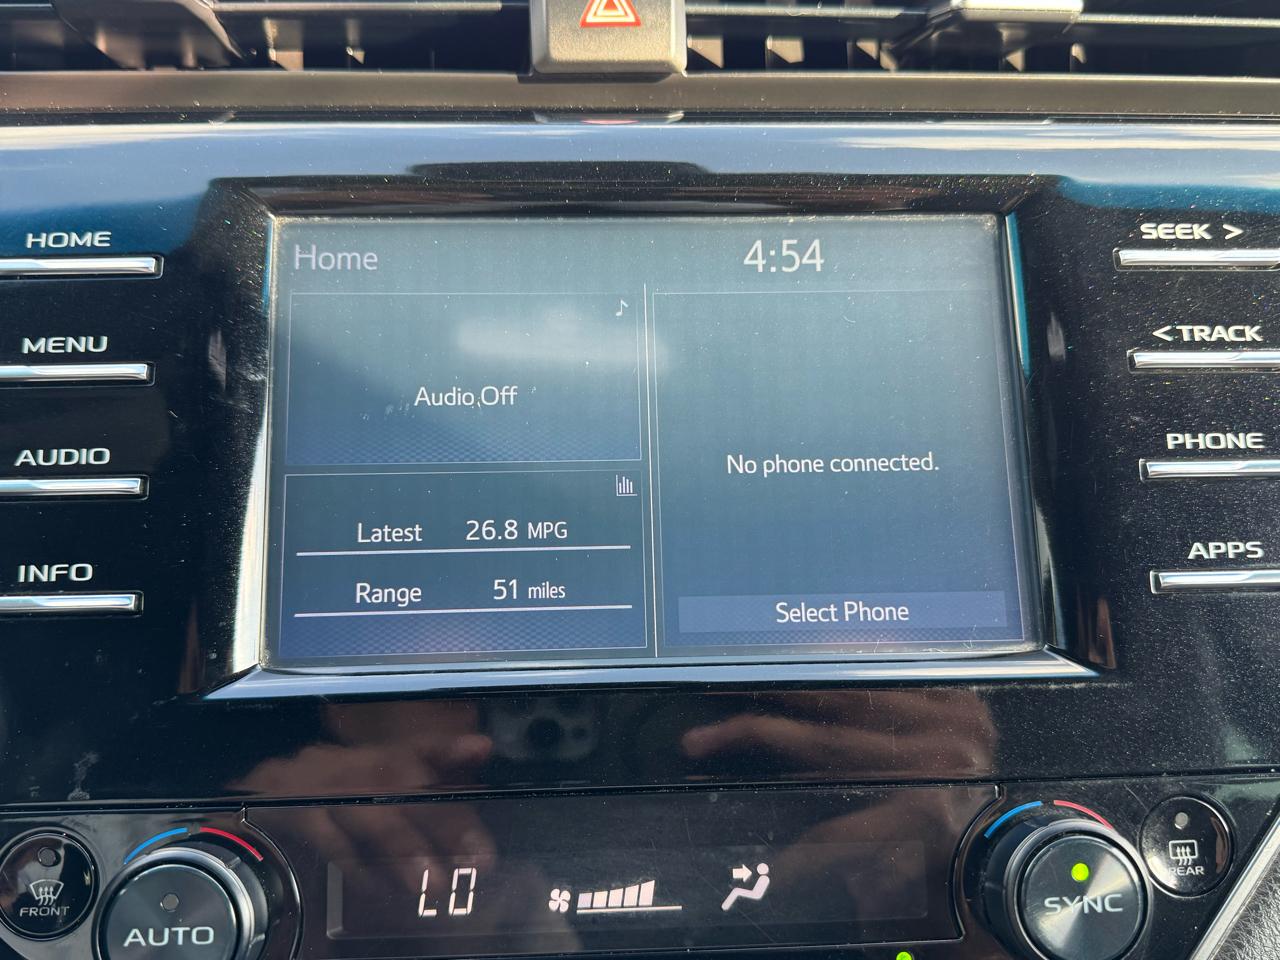 HOME
MENU
AUDIO
INFO
Home
4:54
Audio Off
Latest 26.8 MPG
Range 51 miles
No phone connected.
Select Phone
SEEK >
< TRACK
PHONE
APPS
FRONT
AUTO
LO
SYNC
REAR